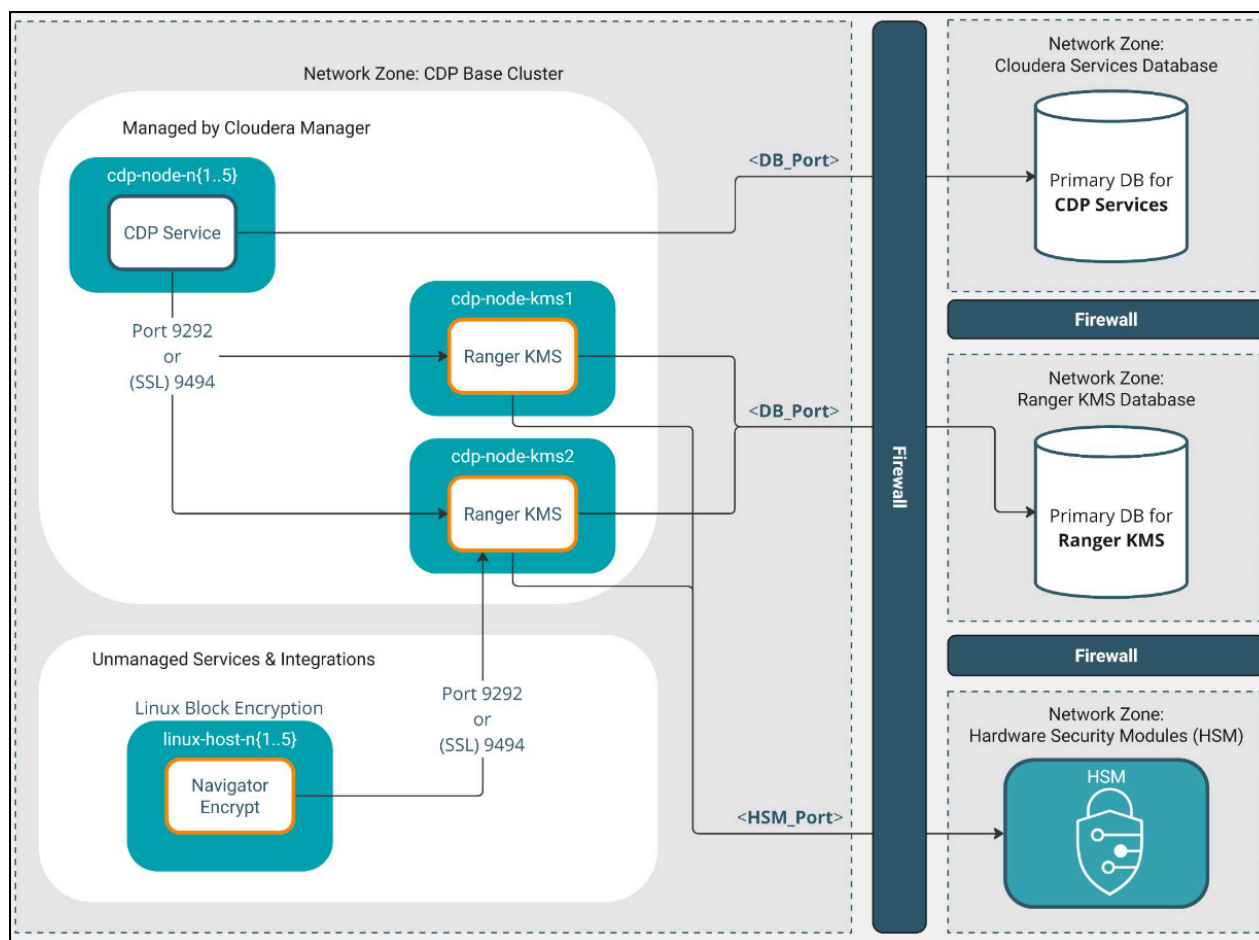 Network Zone: CDP Base Cluster
Managed by Cloudera Manager
cdp-node-n{1..5}
CDP Service
Port 9292
or
(SSL) 9494
cdp-node-kms1
Ranger KMS
cdp-node-kms2
Ranger KMS
Unmanaged Services & Integrations
Linux Block Encryption
linux-host-n{1..5}
Navigator
Encrypt
Port 9292
or
(SSL) 9494
<DB_Port>
<DB_Port>
<HSM_Port>
Firewall
Network Zone:
Cloudera Services Database
Primary DB for
CDP Services
Firewall
Network Zone:
Ranger KMS Database
Primary DB for
Ranger KMS
Firewall
Network Zone:
Hardware Security Modules (HSM)
HSM